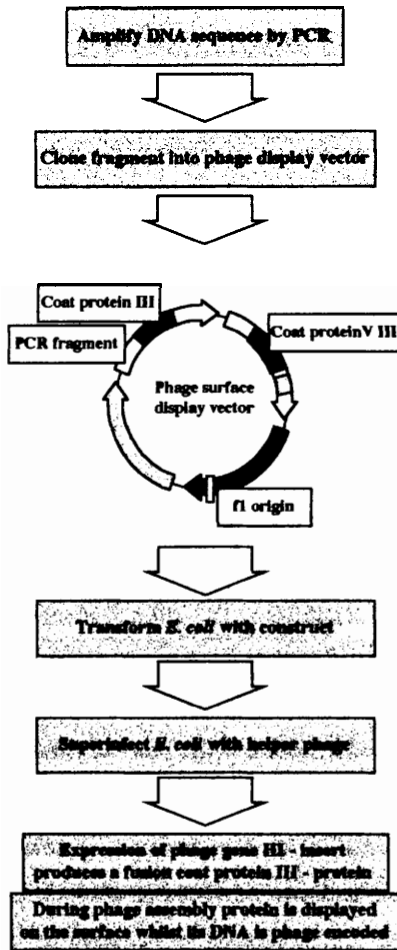 Amplify DNA sequence by PCR
Clone fragment into phage display vector
Coat protein III
PCR fragment
Coat proteinV III
Phage surface
display vector
f1 origin
Transform E. coli with construct
Superinfect E. coli with helper phage
Expression of phage gene III - insert
produces a fusion coat protein III - protein
During phage assembly protein is displayed
on the surface whilst its DNA is phage encoded